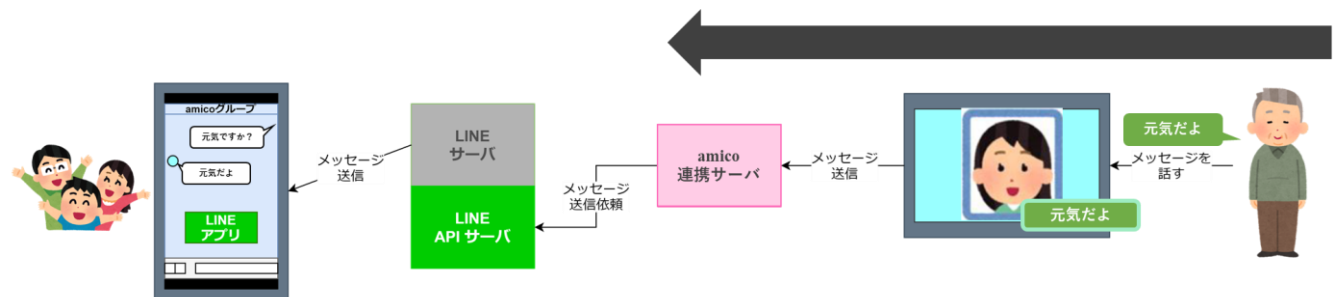 amicoグループ
元気ですか？
元気だよ
LINE
アプリ
メッセージ
送信
LINE
サーバ
LINE
API サーバ
メッセージ
送信依頼
amico
連携サーバ
メッセージ
送信
元気だよ
元気だよ
メッセージを
話す